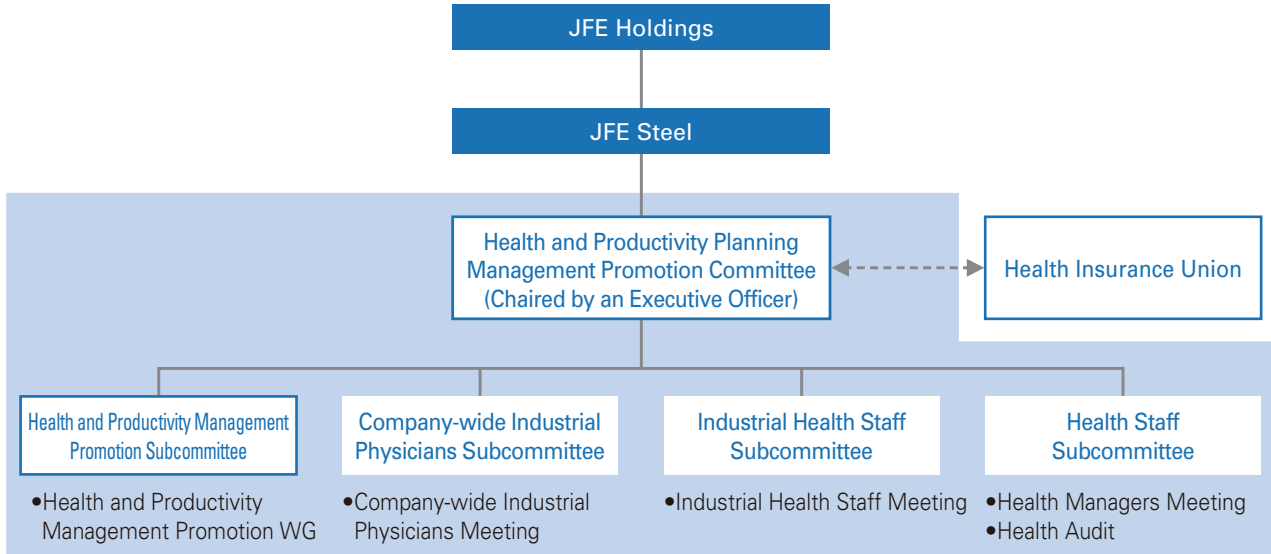 JFE Holdings
JFE Steel
Health and Productivity Planning
Management Promotion Committee
(Chaired by an Executive Officer)
Health Insurance Union
Health and Productivity Management
Promotion Subcommittee
Company-wide Industrial
Physicians Subcommittee
Industrial Health Staff
Subcommittee
Health Staff
Subcommittee
•Health and Productivity
Management Promotion WG
•Company-wide Industrial
Physicians Meeting
•Industrial Health Staff Meeting
•Health Managers Meeting
•Health Audit